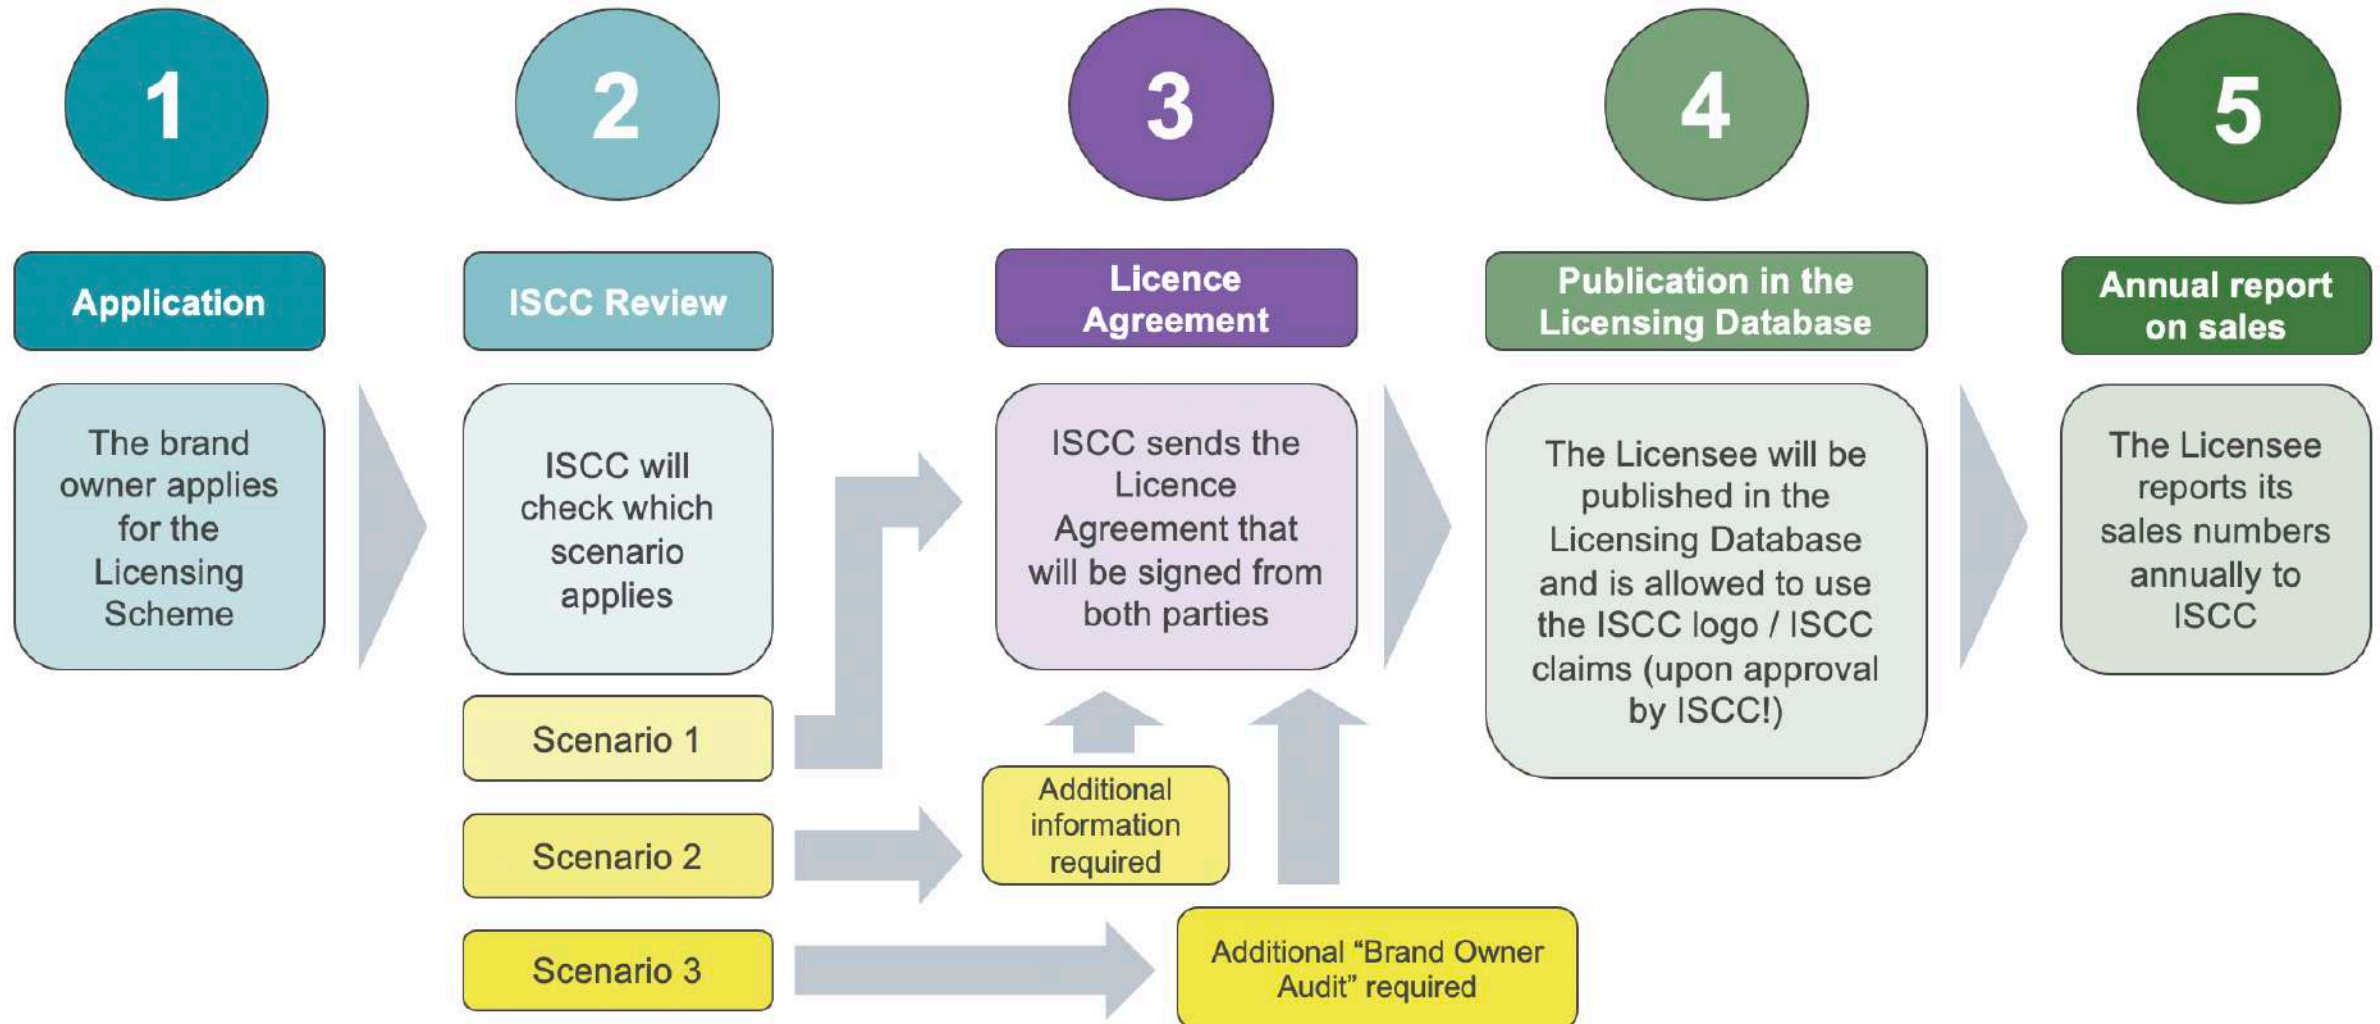 1
2
3
4
5
Application
ISCC Review
Licence
Agreement
Publication in the
Licensing Database
Annual report
on sales
The brand
owner applies
for the
Licensing
Scheme
ISCC will
check which
scenario
applies
ISCC sends the
Licence
Agreement that
will be signed from
both parties
The Licensee will be
published in the
Licensing Database
and is allowed to use
the ISCC logo / ISCC
claims (upon approval
by ISCC!)
The Licensee
reports its
sales numbers
annually to
ISCC
Scenario 1
Scenario 2
Scenario 3
Additional
information
required
Additional “Brand Owner
Audit” required